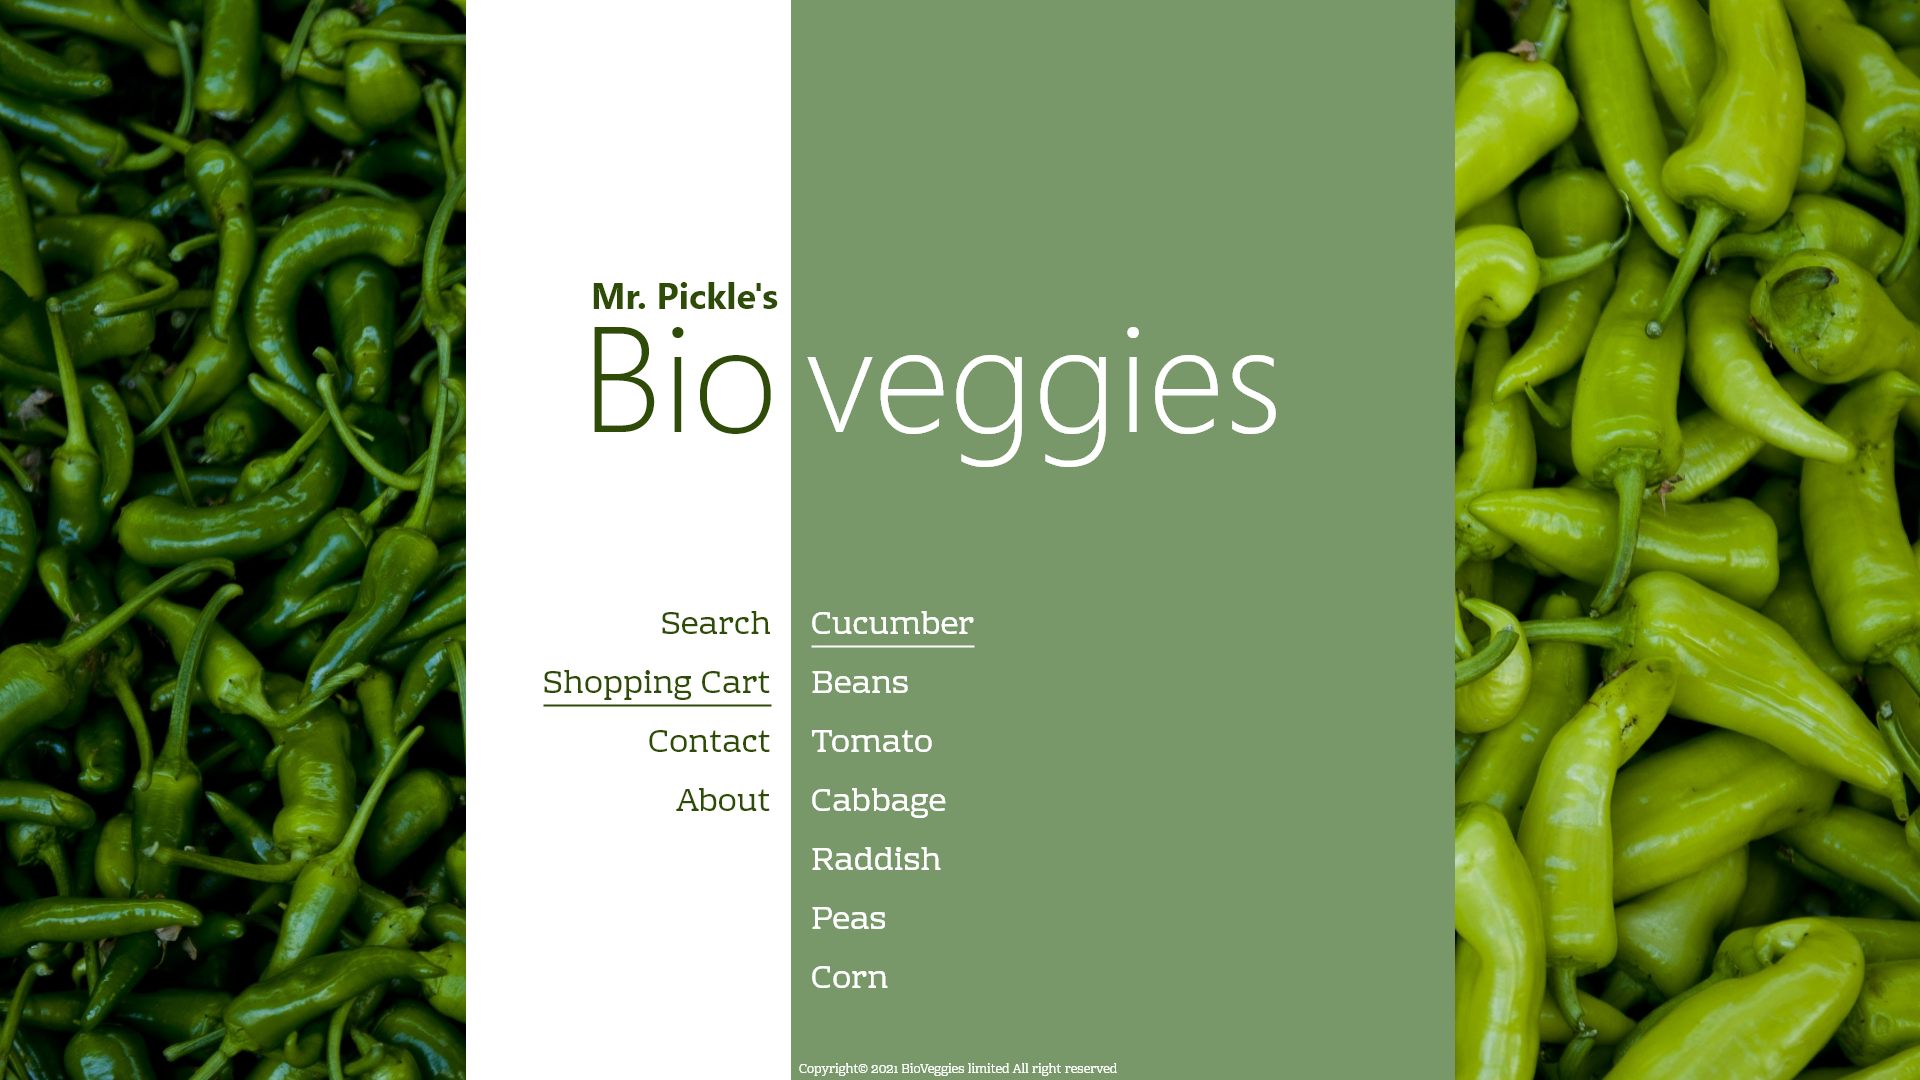 Mr. Pickle's
Bio veggies
Search
Shopping Cart
Contact
About
Cucumber
Beans
Tomato
Cabbage
Raddish
Peas
Corn
Copyright© 2021 BioVeggies limited All right reserved